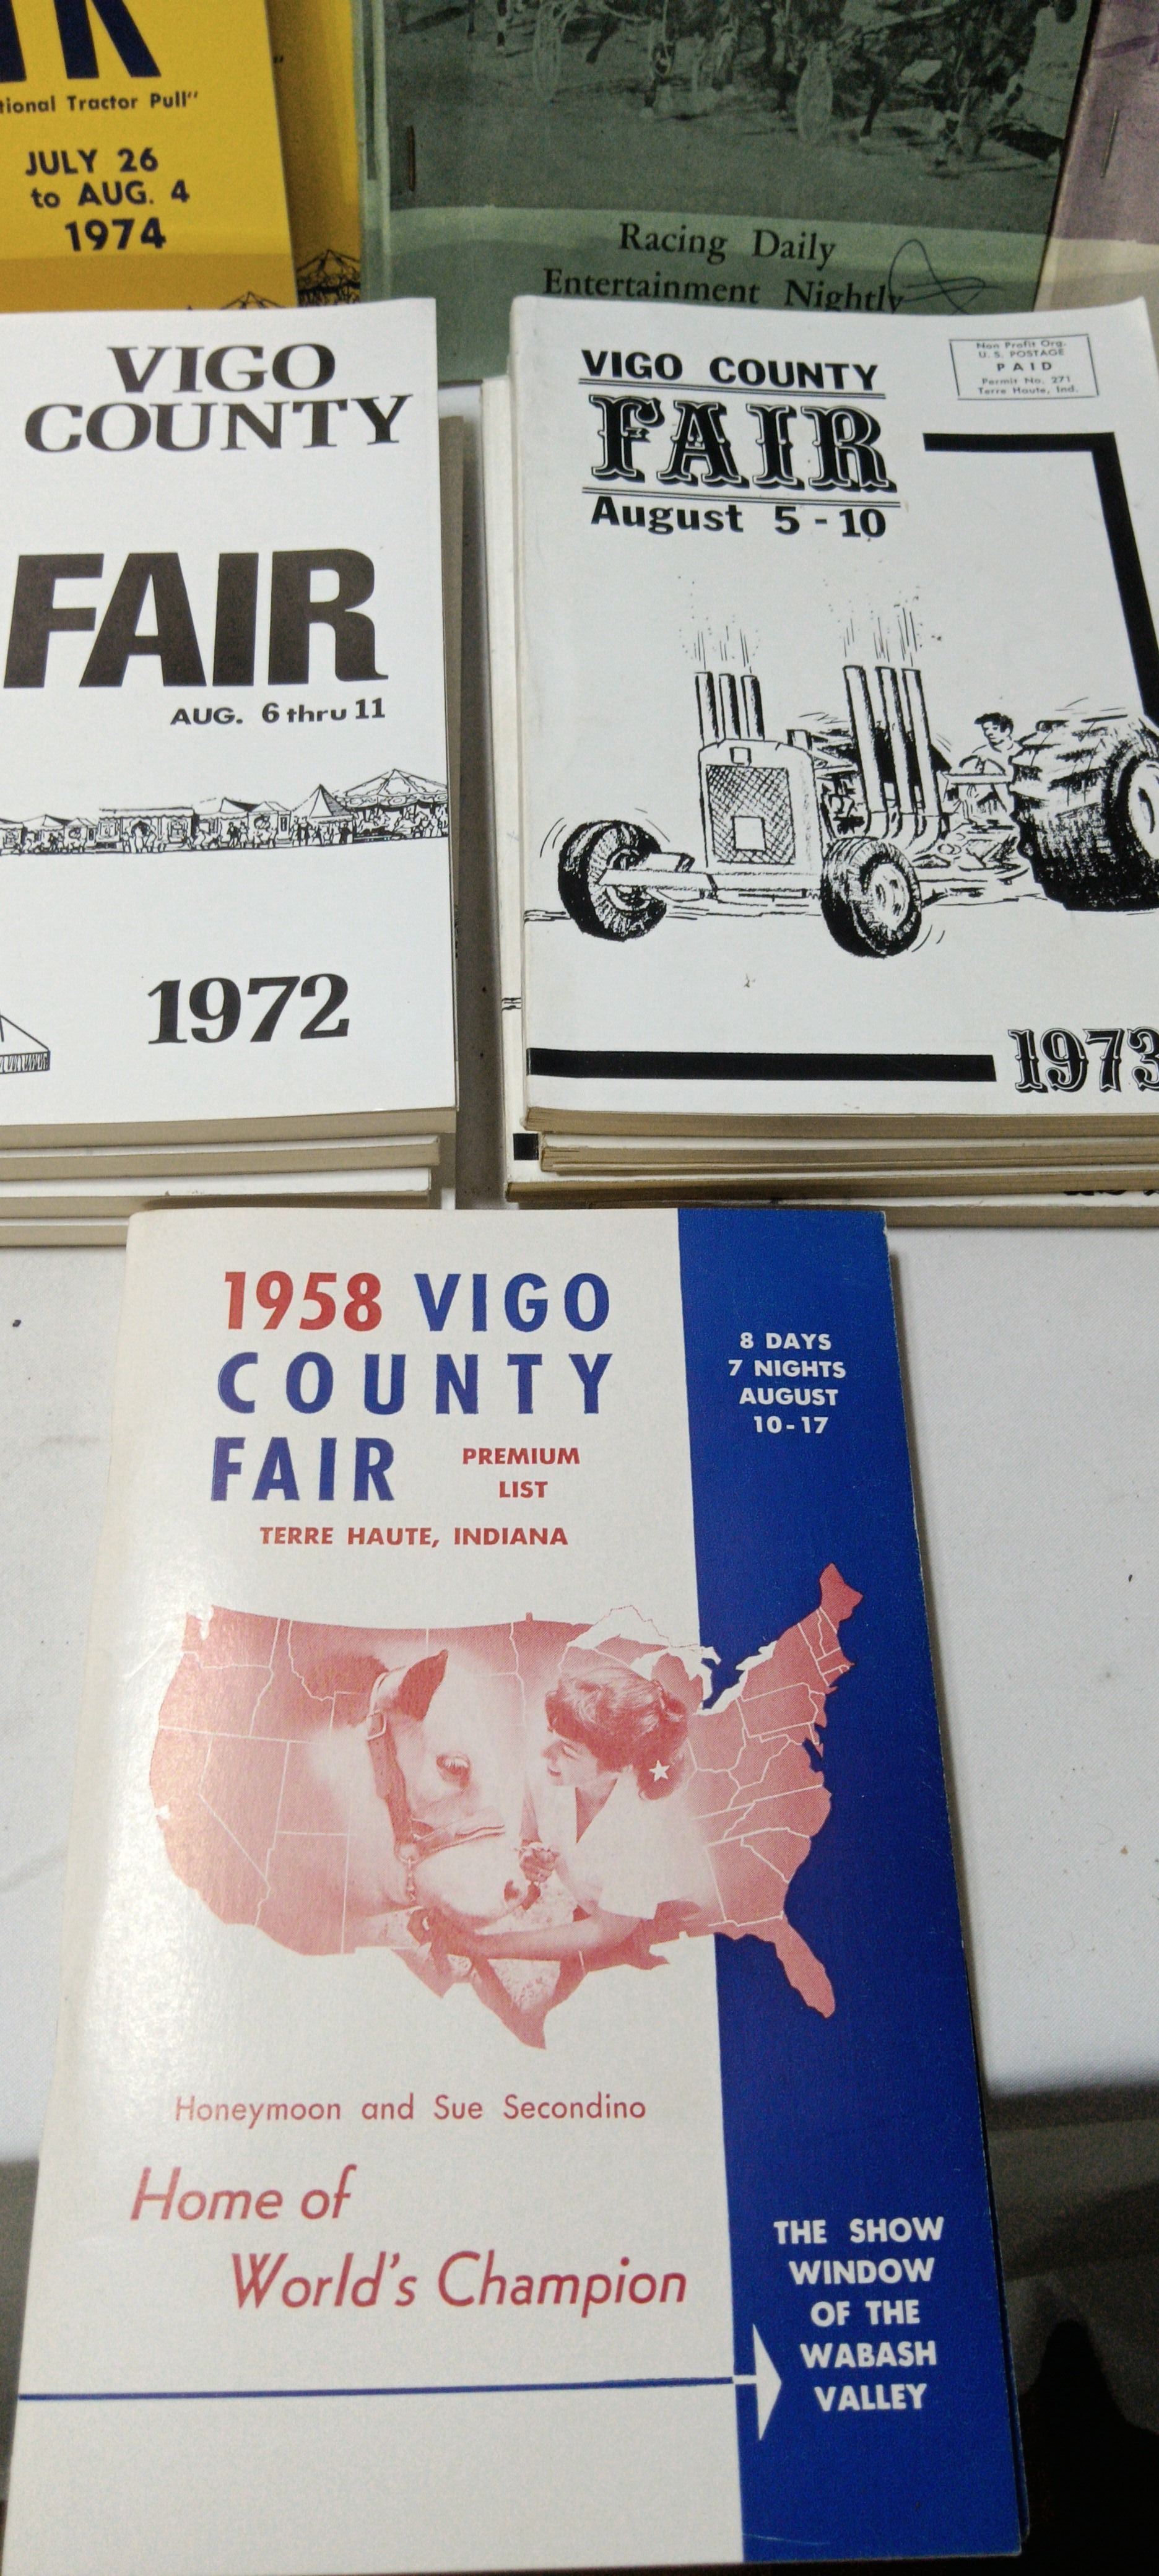 tional Tractor Pull"
JULY 26
to AUG. 4
1974
Racing Daily
Entertainment Nightly
VIGO
COUNTY
FAIR
AUG. 6 thru 11
1972
VIGO COUNTY
FAIR
August 5 - 10
Non Profit Org.
U. S. POSTAGE
PAID
Permit No. 271
Terre Haute, Ind.
1973
1958 VIGO
COUNTY
FAIR
PREMIUM
LIST
TERRE HAUTE, INDIANA
8 DAYS
7 NIGHTS
AUGUST
10-17
Honeymoon and Sue Secondino
Home of
World's Champion
THE SHOW
WINDOW
OF THE
WABASH
VALLEY